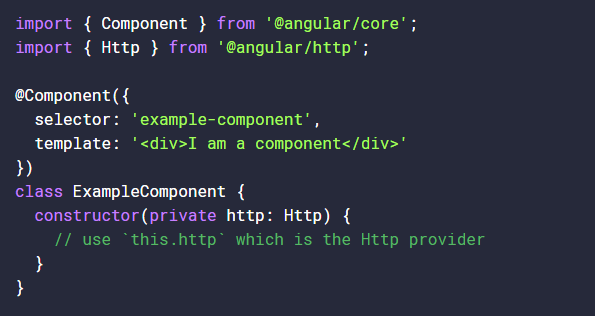 import { Component } from '@angular/core';
import { Http } from '@angular/http';

@Component({
  selector: 'example-component',
  template: '<div>I am a component</div>'
})
class ExampleComponent {
  constructor(private http: Http) {
    // use `this.http` which is the Http provider
  }
}